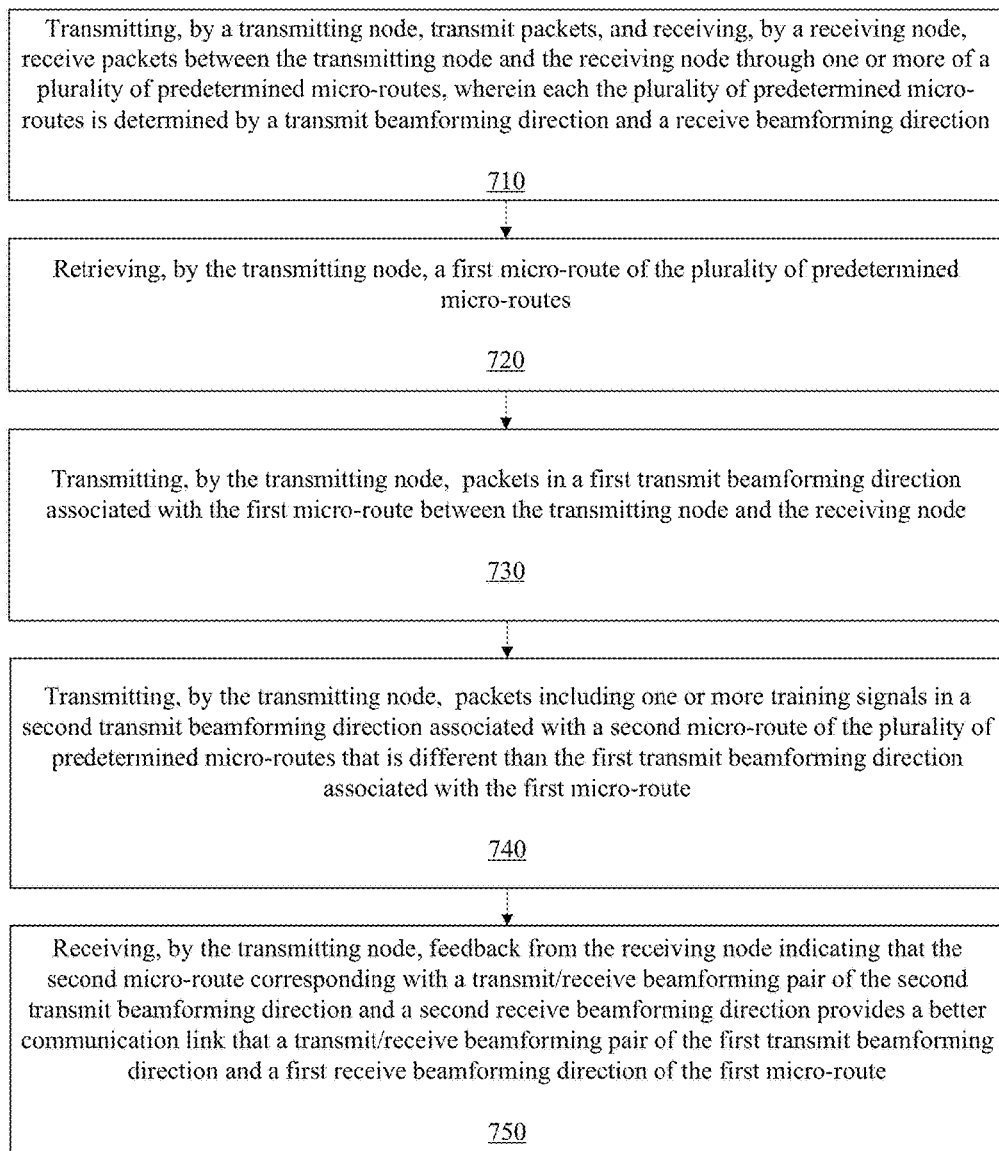 Transmitting, by a transmitting node, transmit packets, and receiving, by a receiving node,
receive packets between the transmitting node and the receiving node through one or more of a
plurality of predetermined micro-routes, wherein each the plurality of predetermined micro-
routes is determined by a transmit beamforming direction and a receive beamforming direction
710
Retrieving, by the transmitting node, a first micro-route of the plurality of predetermined
micro-routes
720
Transmitting, by the transmitting node, packets in a first transmit beamforming direction
associated with the first micro-route between the transmitting node and the receiving node
730
Transmitting, by the transmitting node, packets including one or more training signals in a
second transmit beamforming direction associated with a second micro-route of the plurality of
predetermined micro-routes that is different than the first transmit beamforming direction
associated with the first micro-route
740
Receiving, by the transmitting node, feedback from the receiving node indicating that the
second micro-route corresponding with a transmit/receive beamforming pair of the second
transmit beamforming direction and a second receive beamforming direction provides a better
communication link that a transmit/receive beamforming pair of the first transmit beamforming
direction and a first receive beamforming direction of the first micro-route
750